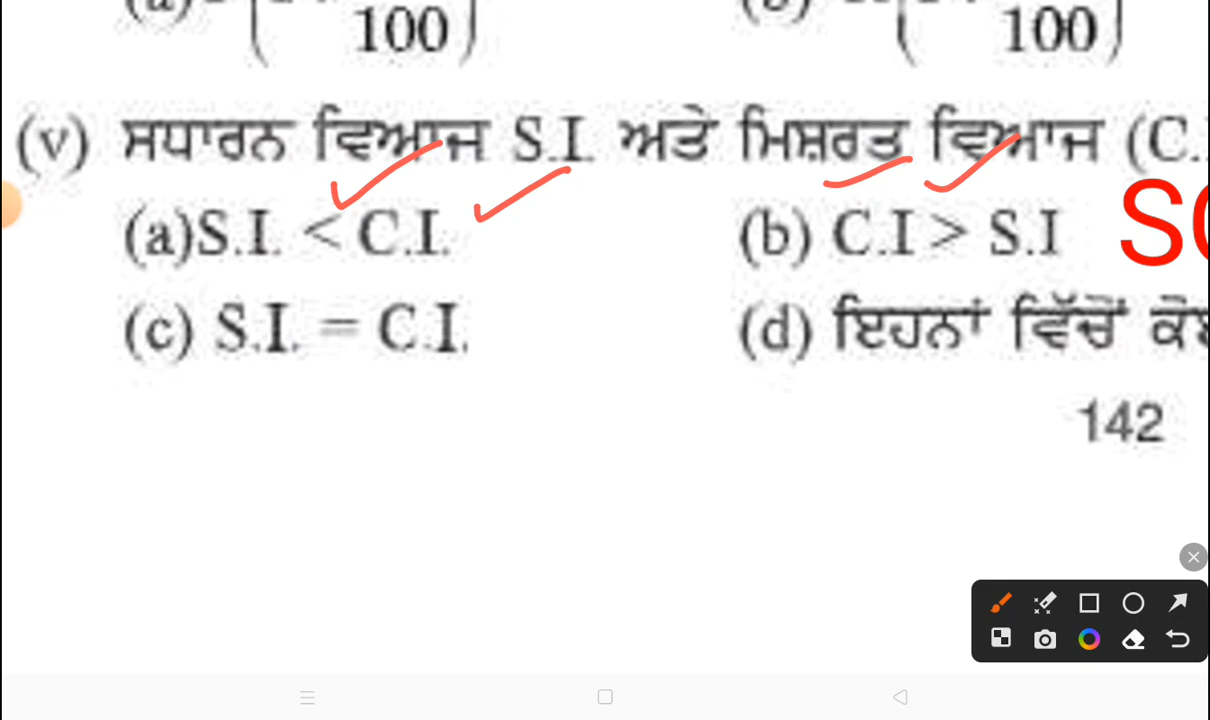 100 100
(v) ਸਧਾਰਨ ਵਿਆਜ S.I. ਅਤੇ ਮਿਸ਼ਰਤ ਵਿਆਜ (C.
(a)S.I. < C.I. (b) C.I > S.I
(c) S.I. = C.I. (d) ਇਹਨਾਂ ਵਿੱਚੋਂ
142